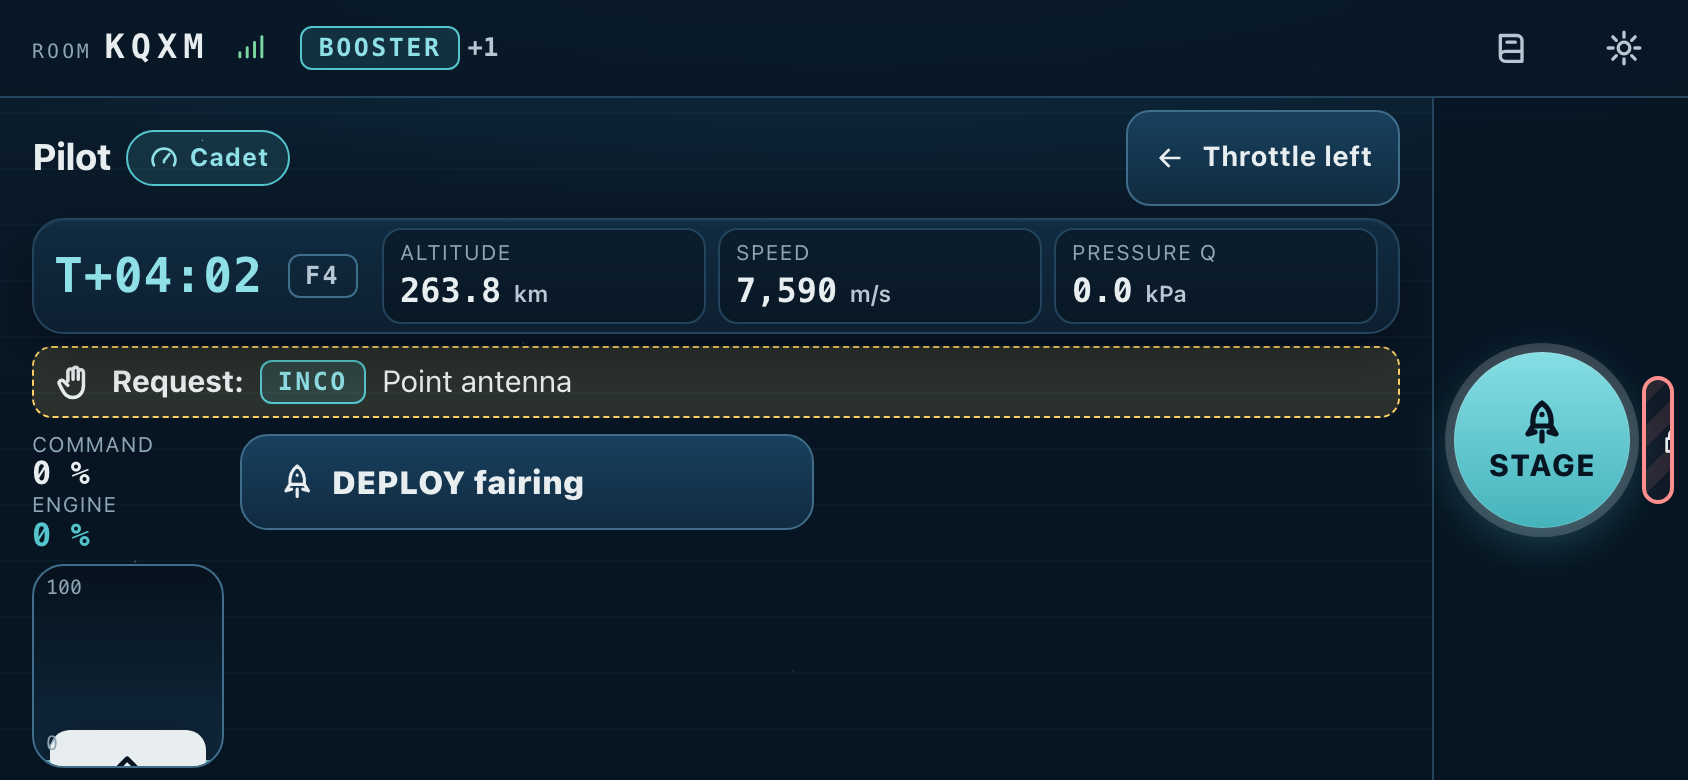 ROOM KQXM BOOSTER +1
Pilot Cadet
Throttle left
T+04:02 F4
ALTITUDE
263.8 km
SPEED
7,590 m/s
PRESSURE Q
0.0 kPa
Request: INCO Point antenna
COMMAND
0 %
ENGINE
0 %
DEPLOY fairing
100
0
STAGE